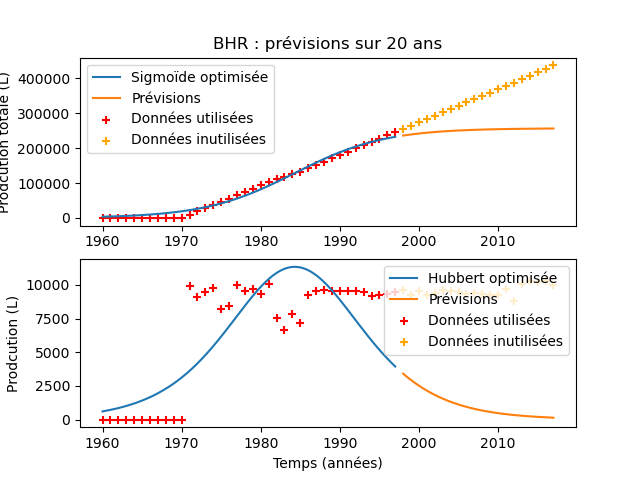 BHR : prévisions sur 20 ans
Prodcution totale (L)
400000
300000
200000
100000
0
Sigmoïde optimisée
Prévisions
Données utilisées
Données inutilisées
1960
1970
1980
1990
2000
2010
Prodcution (L)
10000
7500
5000
2500
0
Hubbert optimisée
Prévisions
Données utilisées
Données inutilisées
1960
1970
1980
1990
2000
2010
Temps (années)